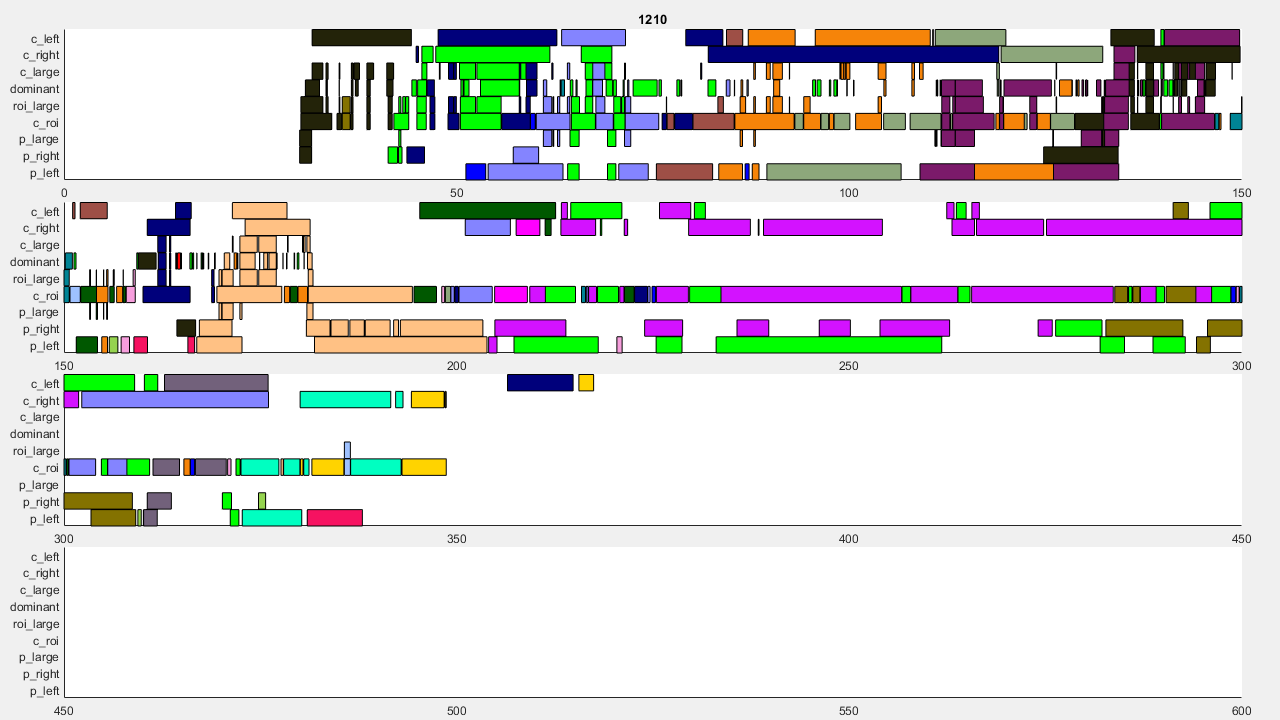 1210
c_left
c_right
c_large
dominant
roi_large
c_roi
p_large
p_right
p_left
0 50 100 150
c_left
c_right
c_large
dominant
roi_large
c_roi
p_large
p_right
p_left
150 200 250 300
c_left
c_right
c_large
dominant
roi_large
c_roi
p_large
p_right
p_left
300 350 400 450
c_left
c_right
c_large
dominant
roi_large
c_roi
p_large
p_right
p_left
450 500 550 600